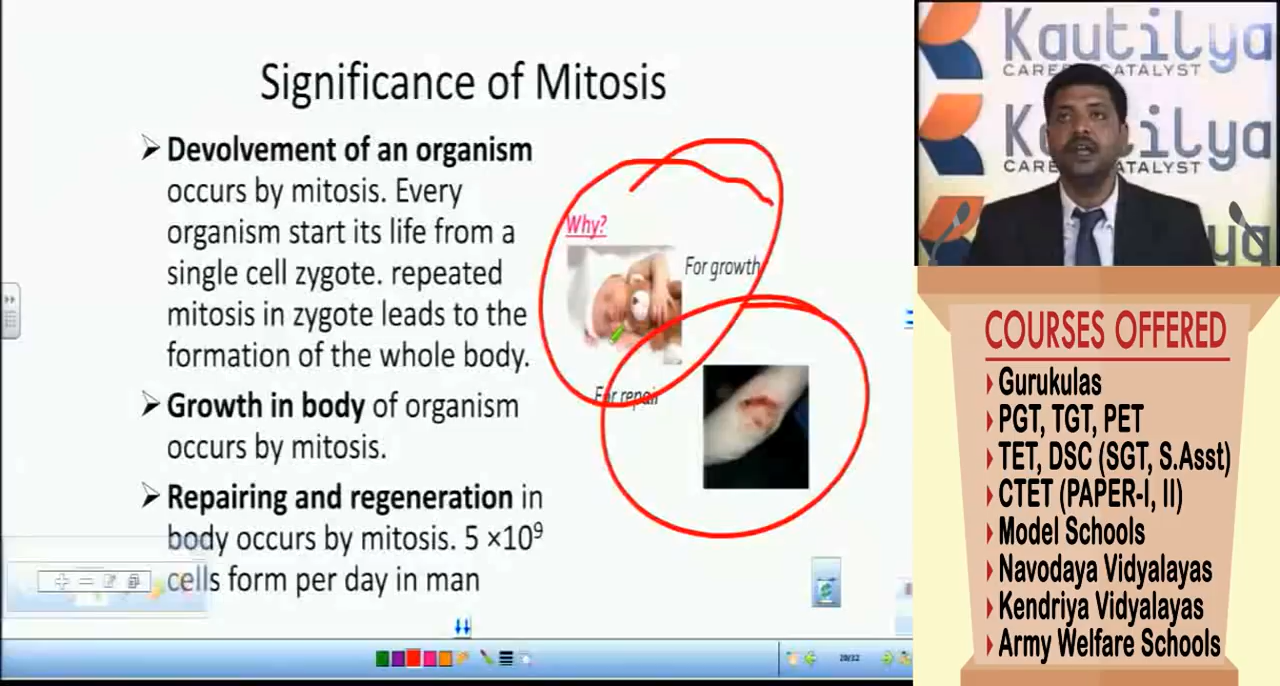 Significance of Mitosis
Devolvement of an organism
occurs by mitosis. Every
organism start its life from a
single cell zygote. repeated
mitosis in zygote leads to the
formation of the whole body.
Growth in body of organism
occurs by mitosis.
Repairing and regeneration in
body occurs by mitosis. 5 ×10⁹
cells form per day in man
Why?
For growth
For repair
20/32
Kautilya
CAREER CATALYST
Kautilya
CAREER CATALYST
COURSES OFFERED
Gurukulas
PGT, TGT, PET
TET, DSC (SGT, S.Asst)
CTET (PAPER-I, II)
Model Schools
Navodaya Vidyalayas
Kendriya Vidyalayas
Army Welfare Schools